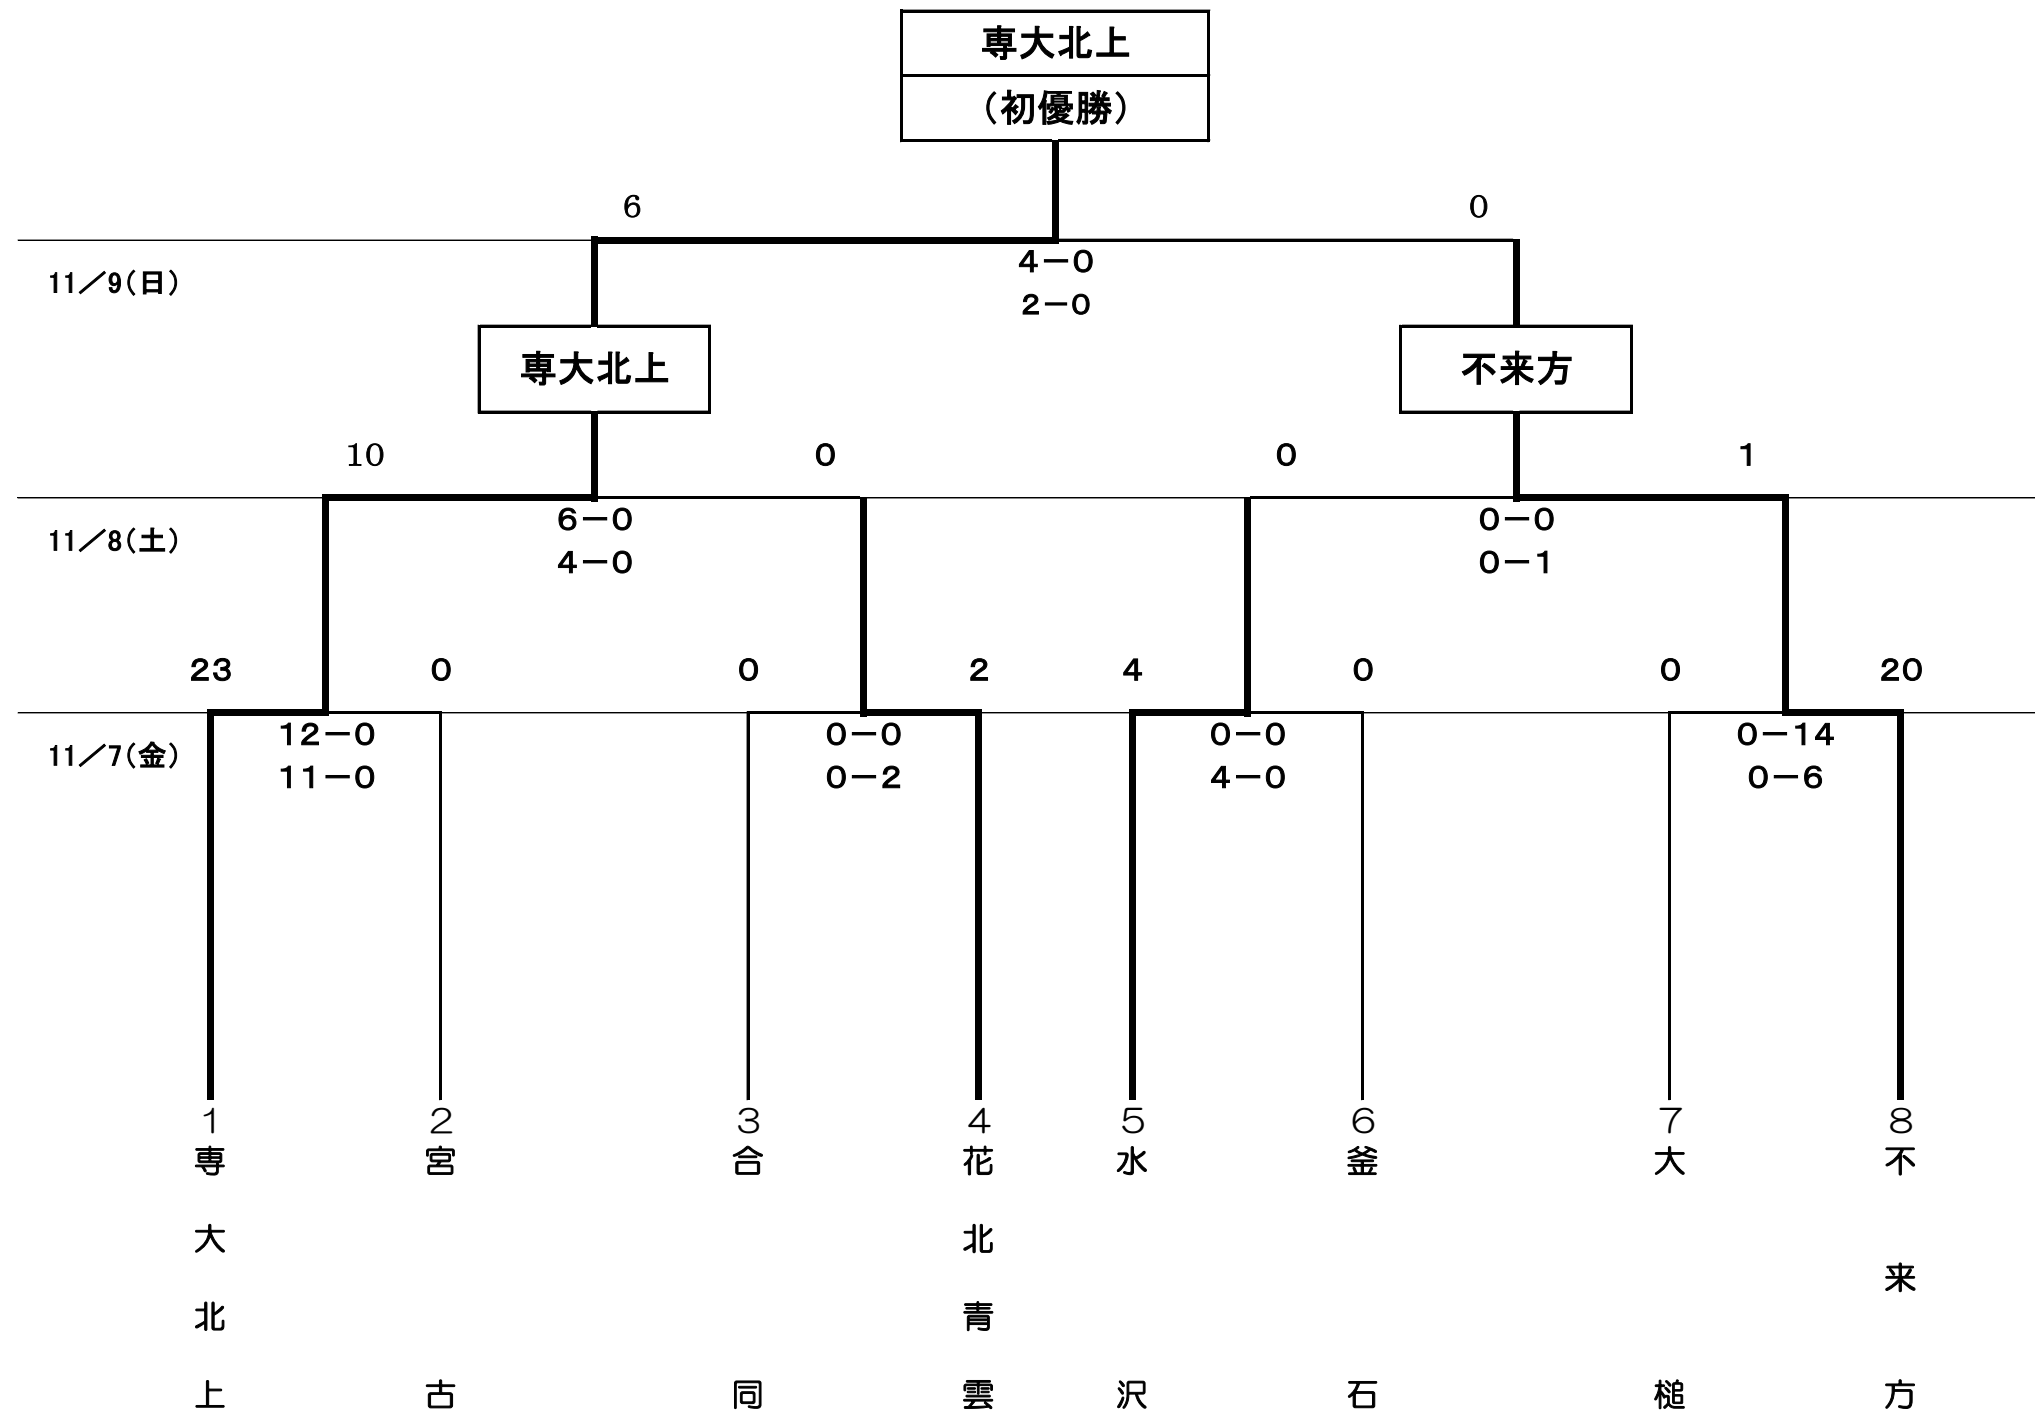 専大北上
（初優勝）
6 0
4－0
11／9（日）
2－0
専大北上 不来方
10 0 0 1
6－0 0－0
11／8（土）
4－0 0－1
23 0 0 2 4 0 0 20
12－0 0－0 0－0 0－14
11／7（金）
11－0 0－2 4－0 0－6
1 2 3 4 5 6 7 8
専大北上
宮古
合同
花北青雲
水沢
釜石
大槌
不来方